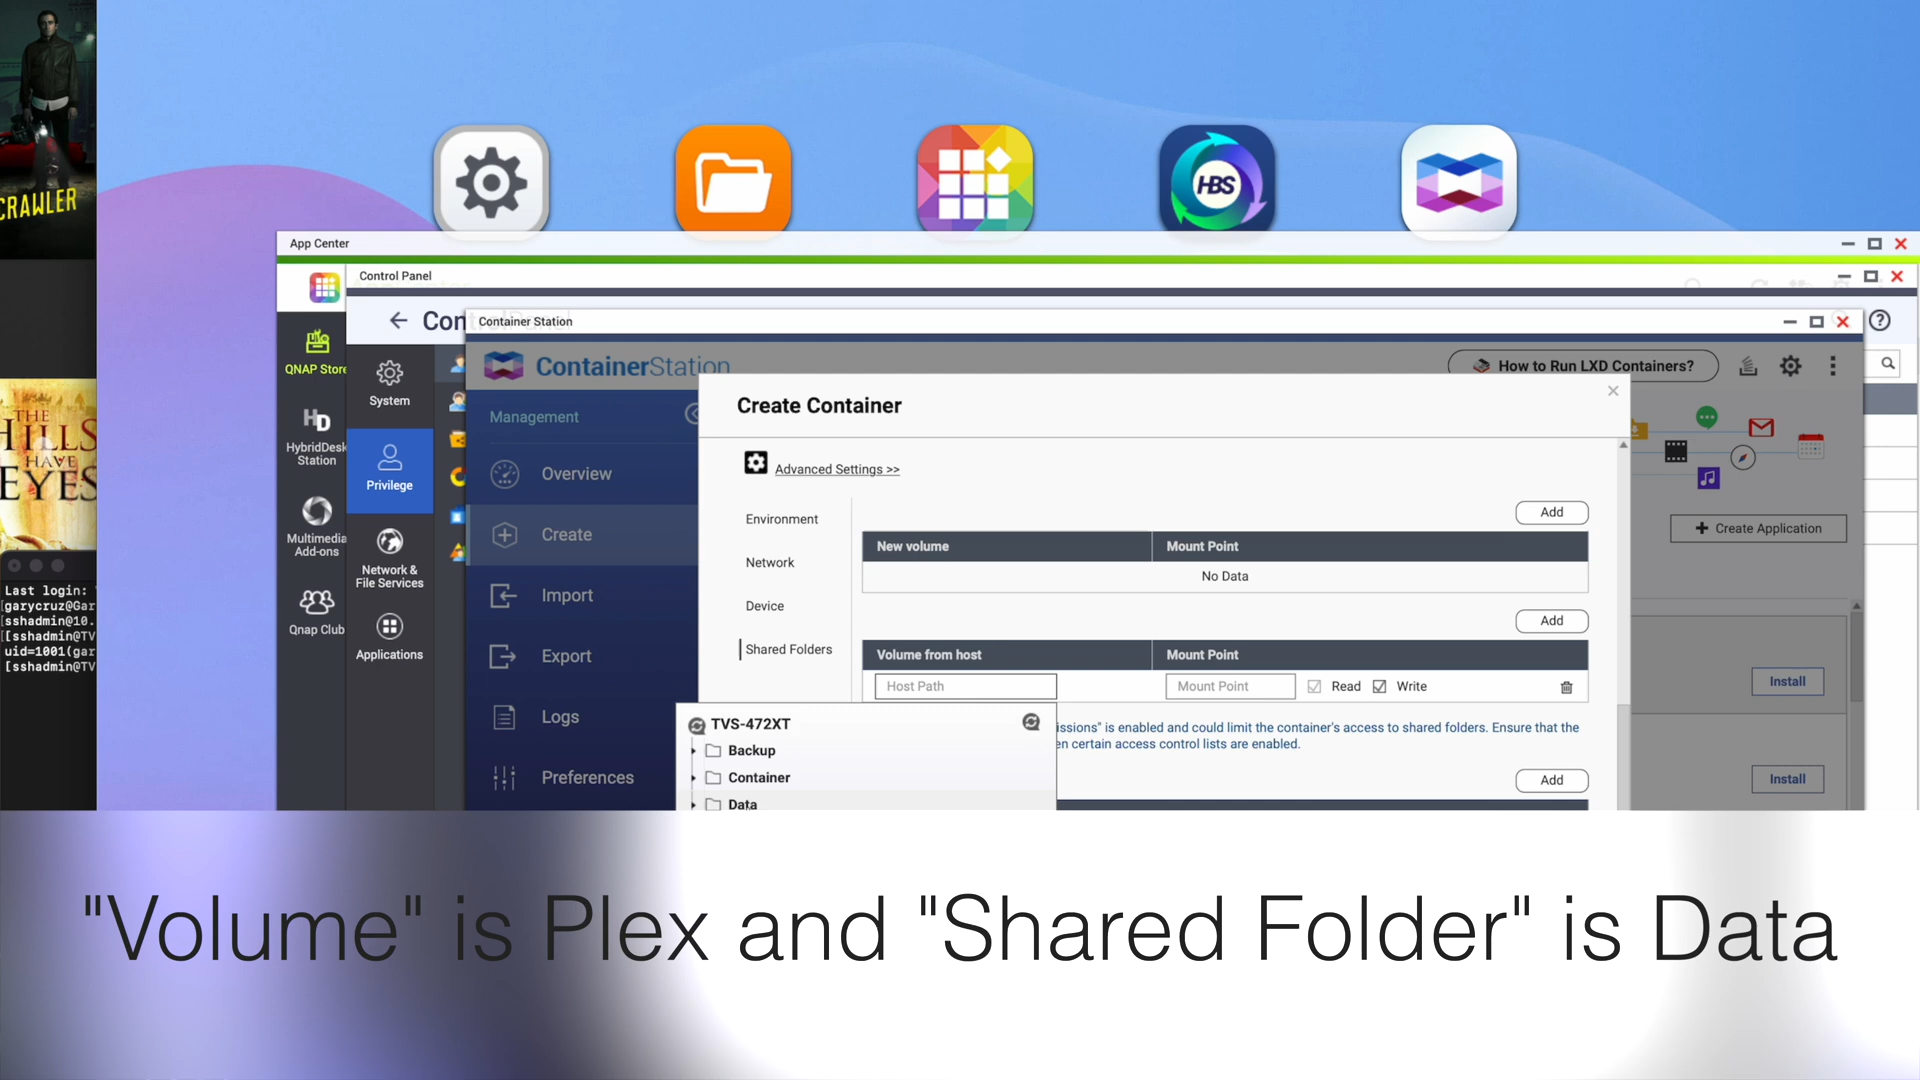 CRAWLER
THE
HILLS
HAVE
EYES
Last login:
garycruz@Gar
sshadmin@10.
[sshadmin@TV
uid=1001(gar
[sshadmin@TV
HBS
App Center
Control Panel
Container Station
QNAP Store
HybridDesk
Station
Multimedia
Add-ons
Qnap Club
System
Privilege
Network &
File Services
Applications
ContainerStation
How to Run LXD Containers?
Management
Overview
Create
Import
Export
Logs
Preferences
Create Container
Advanced Settings >>
Environment
Network
Device
Shared Folders
Add
New volume Mount Point
No Data
Add
Volume from host Mount Point
Host Path Mount Point Read Write
issions" is enabled and could limit the container's access to shared folders. Ensure that the
en certain access control lists are enabled.
Add
TVS-472XT
Backup
Container
Data
+ Create Application
Install
Install
"Volume" is Plex and "Shared Folder" is Data